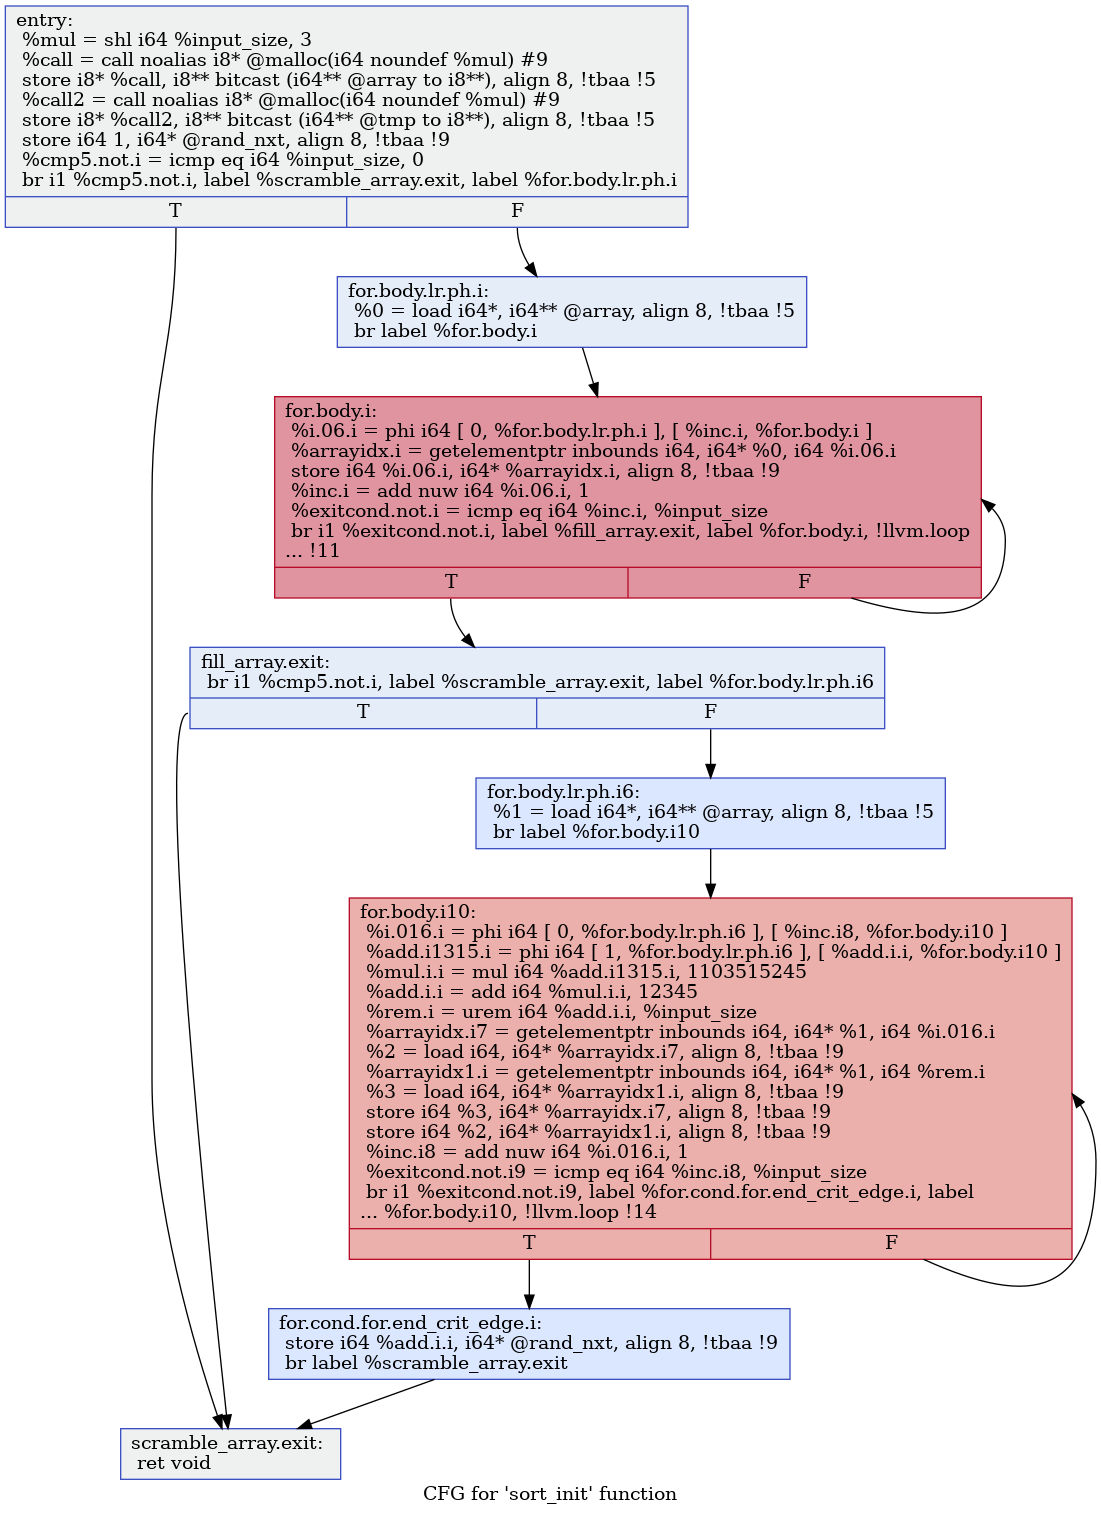 entry:
%mul = shl i64 %input_size, 3
%call = call noalias i8* @malloc(i64 noundef %mul) #9
store i8* %call, i8** bitcast (i64** @array to i8**), align 8, !tbaa !5
%call2 = call noalias i8* @malloc(i64 noundef %mul) #9
store i8* %call2, i8** bitcast (i64** @tmp to i8**), align 8, !tbaa !5
store i64 1, i64* @rand_nxt, align 8, !tbaa !9
%cmp5.not.i = icmp eq i64 %input_size, 0
br i1 %cmp5.not.i, label %scramble_array.exit, label %for.body.lr.ph.i
T F
for.body.lr.ph.i:
%0 = load i64*, i64** @array, align 8, !tbaa !5
br label %for.body.i
for.body.i:
%i.06.i = phi i64 [ 0, %for.body.lr.ph.i ], [ %inc.i, %for.body.i ]
%arrayidx.i = getelementptr inbounds i64, i64* %0, i64 %i.06.i
store i64 %i.06.i, i64* %arrayidx.i, align 8, !tbaa !9
%inc.i = add nuw i64 %i.06.i, 1
%exitcond.not.i = icmp eq i64 %inc.i, %input_size
br i1 %exitcond.not.i, label %fill_array.exit, label %for.body.i, !llvm.loop
... !11
T F
fill_array.exit:
br i1 %cmp5.not.i, label %scramble_array.exit, label %for.body.lr.ph.i6
T F
for.body.lr.ph.i6:
%1 = load i64*, i64** @array, align 8, !tbaa !5
br label %for.body.i10
for.body.i10:
%i.016.i = phi i64 [ 0, %for.body.lr.ph.i6 ], [ %inc.i8, %for.body.i10 ]
%add.i1315.i = phi i64 [ 1, %for.body.lr.ph.i6 ], [ %add.i.i, %for.body.i10 ]
%mul.i.i = mul i64 %add.i1315.i, 1103515245
%add.i.i = add i64 %mul.i.i, 12345
%rem.i = urem i64 %add.i.i, %input_size
%arrayidx.i7 = getelementptr inbounds i64, i64* %1, i64 %i.016.i
%2 = load i64, i64* %arrayidx.i7, align 8, !tbaa !9
%arrayidx1.i = getelementptr inbounds i64, i64* %1, i64 %rem.i
%3 = load i64, i64* %arrayidx1.i, align 8, !tbaa !9
store i64 %3, i64* %arrayidx.i7, align 8, !tbaa !9
store i64 %2, i64* %arrayidx1.i, align 8, !tbaa !9
%inc.i8 = add nuw i64 %i.016.i, 1
%exitcond.not.i9 = icmp eq i64 %inc.i8, %input_size
br i1 %exitcond.not.i9, label %for.cond.for.end_crit_edge.i, label
... %for.body.i10, !llvm.loop !14
T F
for.cond.for.end_crit_edge.i:
store i64 %add.i.i, i64* @rand_nxt, align 8, !tbaa !9
br label %scramble_array.exit
scramble_array.exit:
ret void
CFG for 'sort_init' function